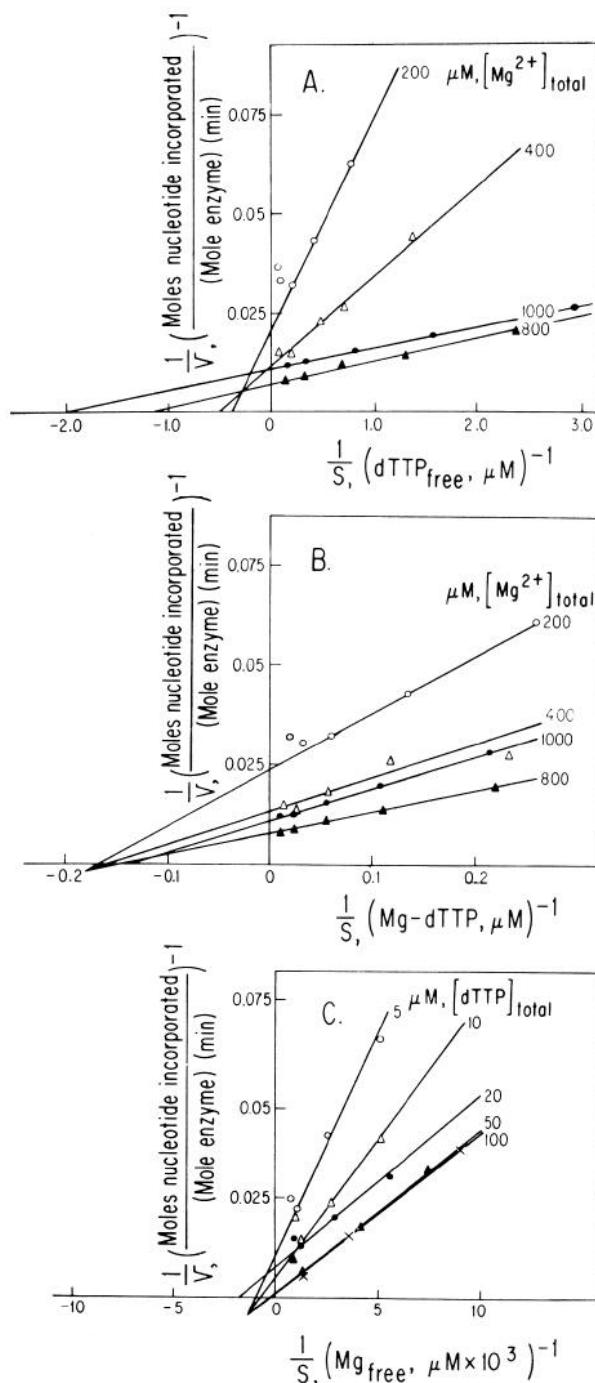 A.
200 μM, [Mg²⁺]total
400
1000
800
0.075
0.05
0.025
1/V, (Moles nucleotide incorporated / (Mole enzyme) (min))⁻¹
-2.0 -1.0 0 1.0 2.0 3.0
1/S, (dTTPfree, μM)⁻¹
B.
μM, [Mg²⁺]total
200
400
1000
800
0.075
0.05
0.025
1/V, (Moles nucleotide incorporated / (Mole enzyme) (min))⁻¹
-0.2 -0.1 0 0.1 0.2
1/S, (Mg-dTTP, μM)⁻¹
C.
5 μM, [dTTP]total
10
20
50
100
0.075
0.05
0.025
1/V, (Moles nucleotide incorporated / (Mole enzyme) (min))⁻¹
-10 -5 0 5 10
1/S, (Mgfree, μM×10³)⁻¹